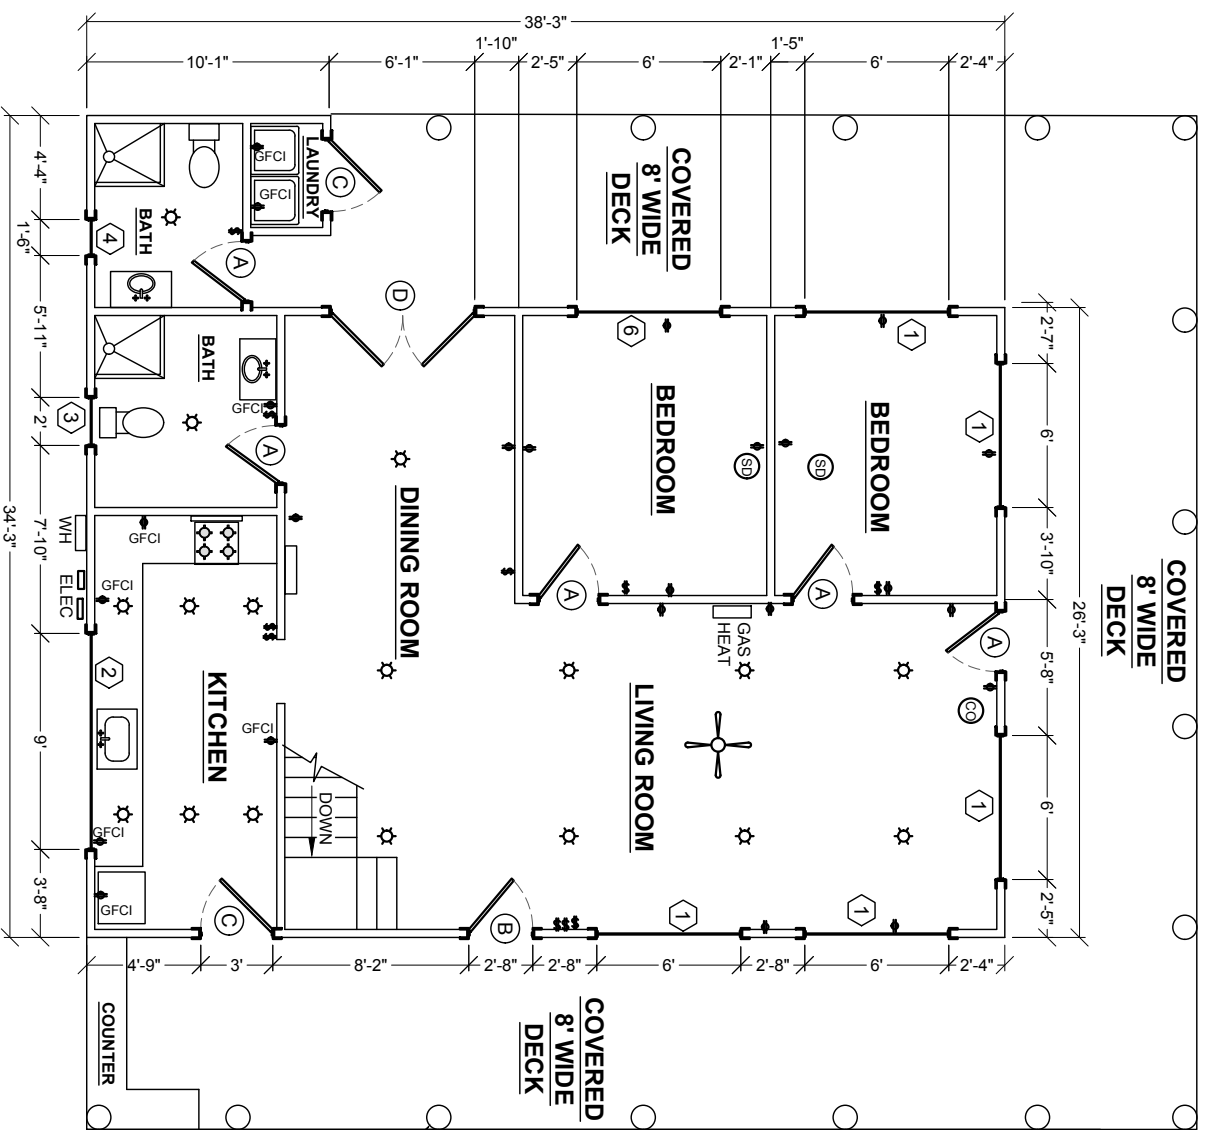 38'-3"
1'-10"
1'-5"
10'-1"
6'-1"
2'-5"
6'
2'-1"
6'
2'-4"
34'-3"
4'-4"
1'-6"
5'-11"
2'
7'-10"
9'
3'-8"
26'-3"
2'-7"
6'
3'-10"
5'-8"
6'
2'-5"
4'-9"
3'
8'-2"
2'-8"
2'-8"
6'
2'-8"
6'
2'-4"
COVERED
8' WIDE
DECK
COVERED
8' WIDE
DECK
COVERED
8' WIDE
DECK
LAUNDRY
GFCI
GFCI
C
BATH
4
A
$
D
BATH
3
A
GFCI
$
$
6
1
1
BEDROOM
SD
A
BEDROOM
SD
A
$ $
$
DINING ROOM
$
WH
ELEC
GFCI
GFCI
$
$
2
KITCHEN
GFCI
GFCI
GFCI
C
DOWN
GAS
HEAT
LIVING ROOM
A
CO
1
1
1
B
$$$
COUNTER